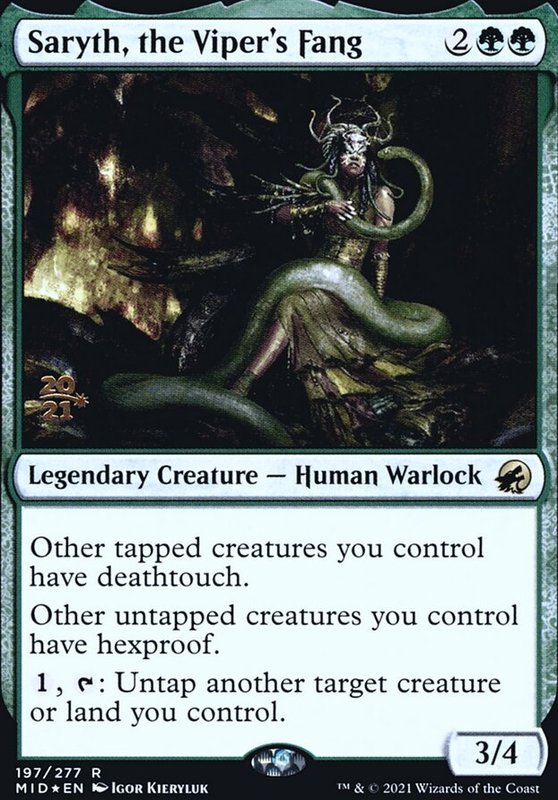 Saryth, the Viper's Fang 2
20
21
Legendary Creature — Human Warlock
Other tapped creatures you control
have deathtouch.
Other untapped creatures you control
have hexproof.
1, : Untap another target creature
or land you control.
3/4
197/277 R
MID★EN Igor Kieryluk
™ & © 2021 Wizards of the Coast